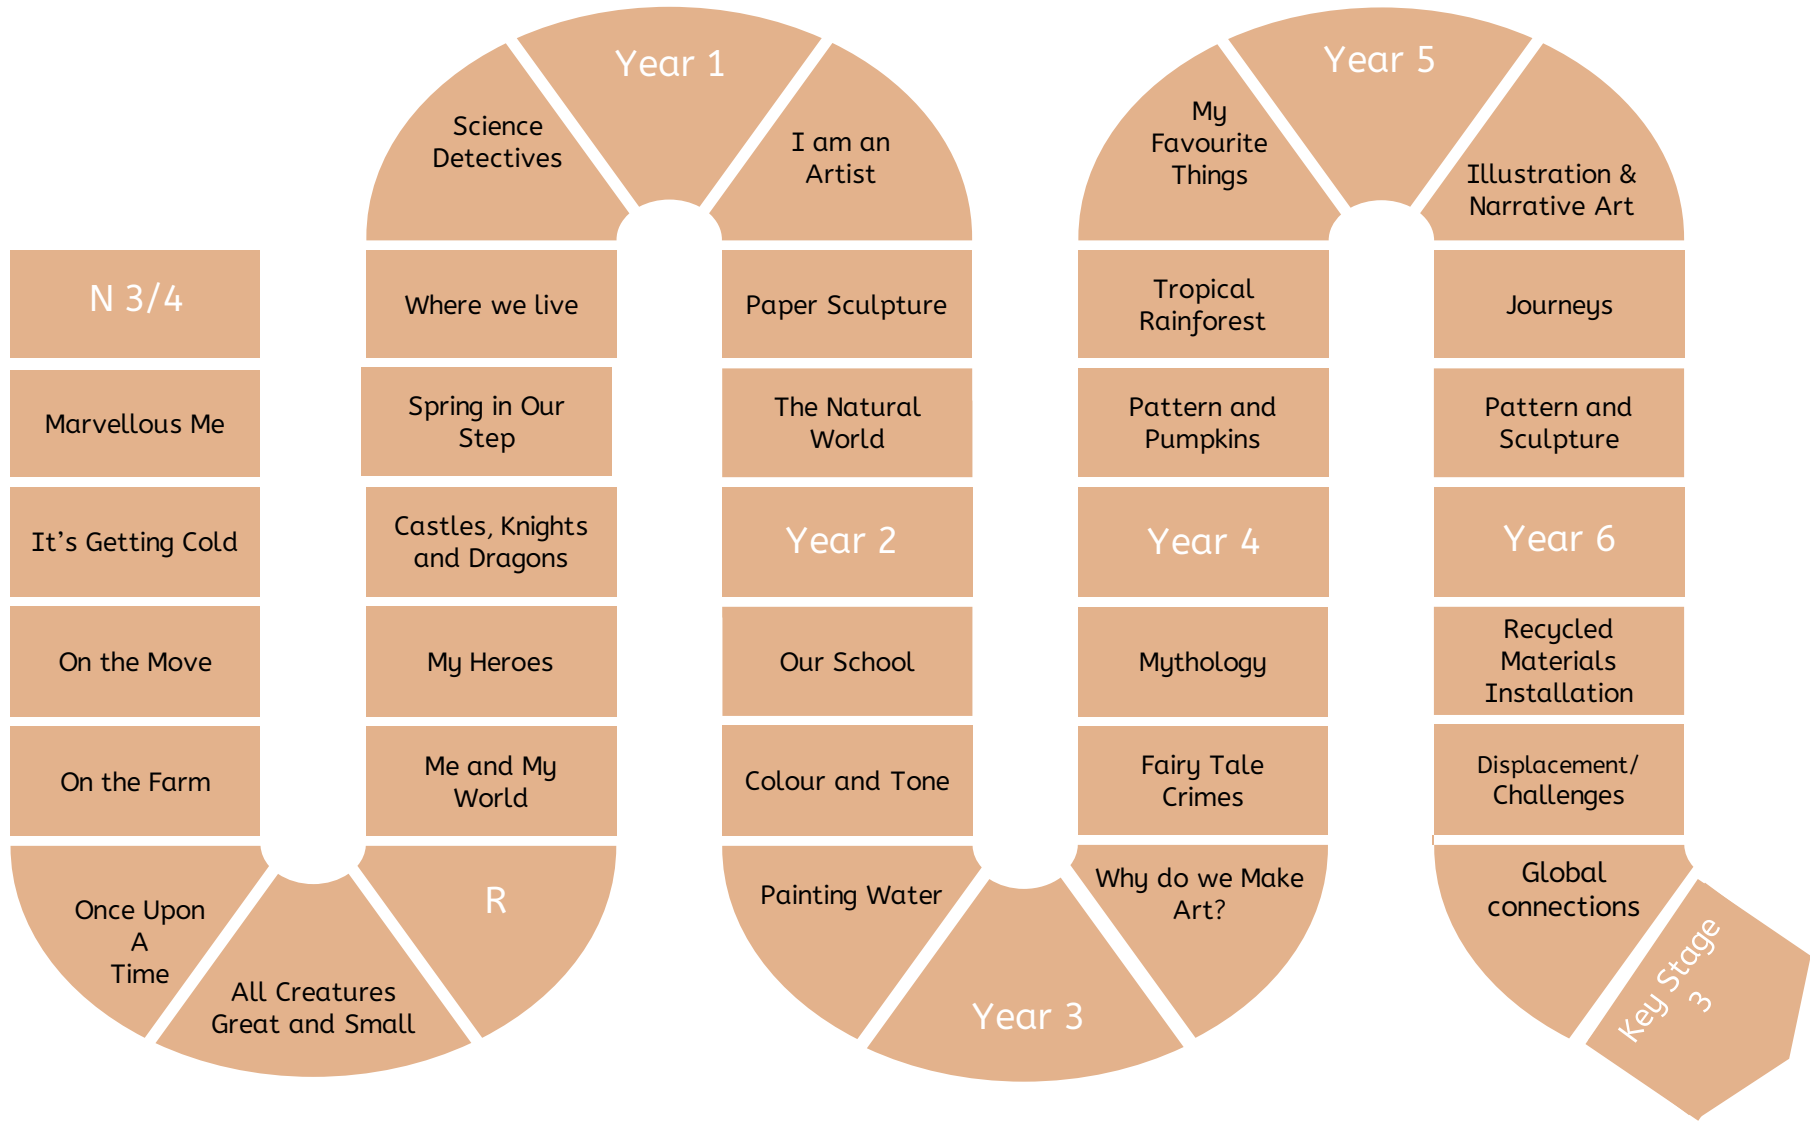 N 3/4
Marvellous Me
It’s Getting Cold
On the Move
On the Farm
Once Upon
A
Time
All Creatures
Great and Small
R
Me and My
World
My Heroes
Castles, Knights
and Dragons
Spring in Our
Step
Where we live
Science
Detectives
Year 1
I am an
Artist
Paper Sculpture
The Natural
World
Year 2
Our School
Colour and Tone
Painting Water
Year 3
Why do we Make
Art?
Fairy Tale
Crimes
Mythology
Year 4
Pattern and
Pumpkins
Tropical
Rainforest
My
Favourite
Things
Year 5
Illustration &
Narrative Art
Journeys
Pattern and
Sculpture
Year 6
Recycled
Materials
Installation
Displacement/
Challenges
Global
connections
Key Stage
3